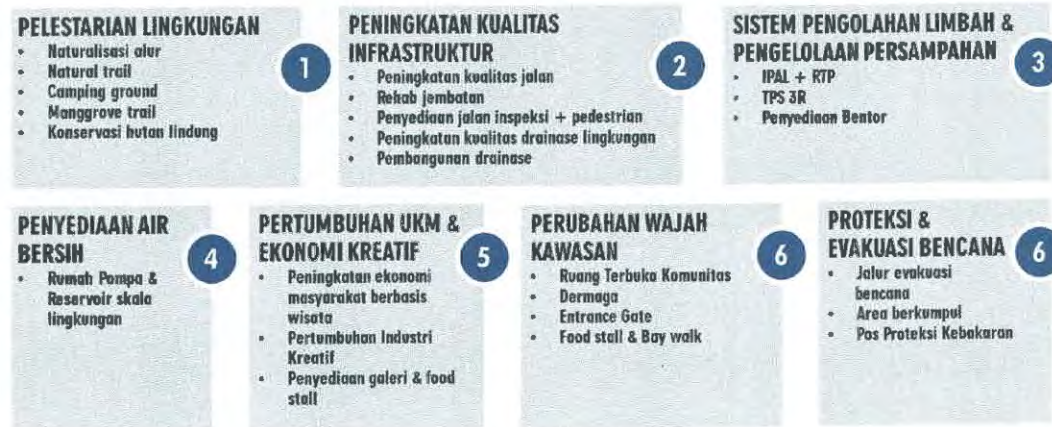 PELESTARIAN LINGKUNGAN
• Naturalisasi alur
• Natural trail
• Camping ground
• Manggrove trail
• Konservasi hutan lindung
1
PENINGKATAN KUALITAS
INFRASTRUKTUR
• Peningkatan kualitas jalan
• Rehab jembatan
• Penyediaan jalan inspeksi + pedestrian
• Peningkatan kualitas drainase lingkungan
• Pembangunan drainase
2
SISTEM PENGOLAHAN LIMBAH &
PENGELOLAAN PERSAMPAHAN
• IPAL + RTP
• TPS 3R
• Penyediaan Bentor
3
PENYEDIAAN AIR
BERSIH
• Rumah Pompa &
Reservoir skala
lingkungan
4
PERTUMBUHAN UKM &
EKONOMI KREATIF
• Peningkatan ekonomi
masyarakat berbasis
wisata
• Pertumbuhan Industri
Kreatif
• Penyediaan galeri & food
stall
5
PERUBAHAN WAJAH
KAWASAN
• Ruang Terbuka Komunitas
• Dermaga
• Entrance Gate
• Food stall & Bay walk
6
PROTEKSI &
EVAKUASI BENCANA
• Jalur evakuasi
bencana
• Area berkumpul
• Pos Proteksi Kebakaran
6